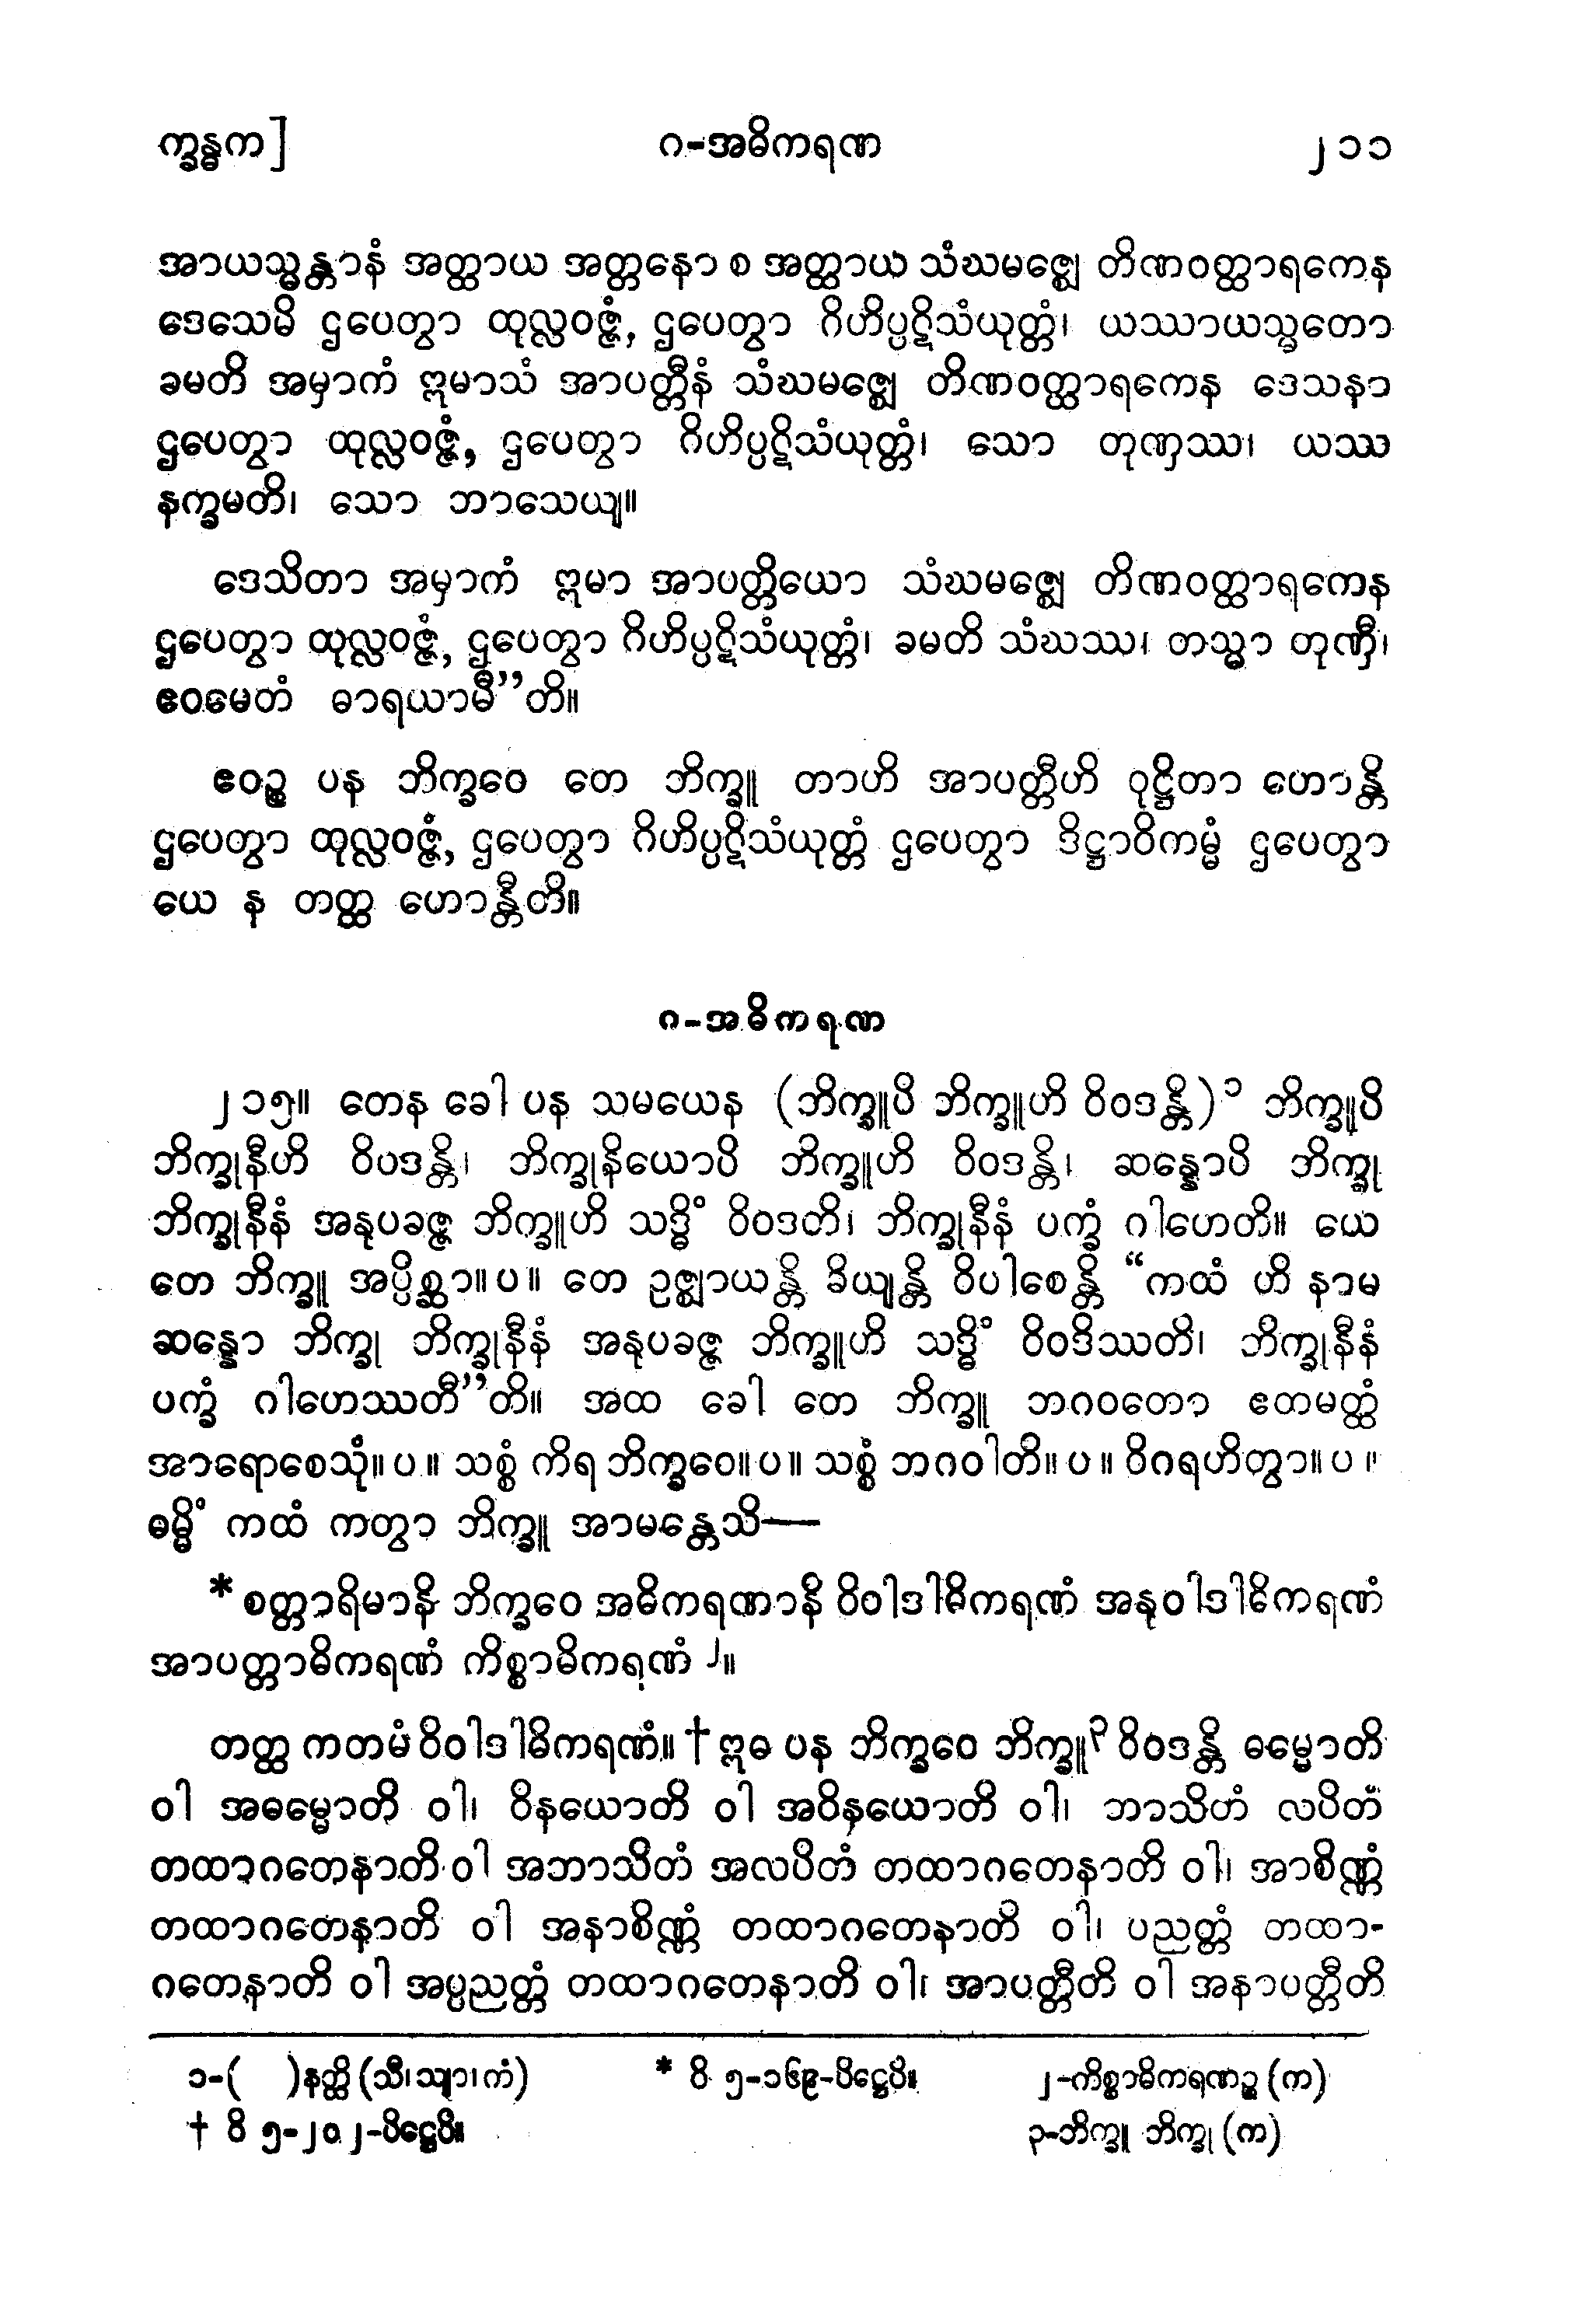 က္ခန္ဓက]
ဂ-အဓိကရဏ
၂၁၁
အာယသ္မန္တာနံ အတ္ထာယ အတ္တနော စ အတ္ထာယ သံဃမဇ္ဈေ တိဏဝတ္ထာရကေန
ဒေသေမိ ဌပေတွာ ထုလ္လဝဇ္ဇံ, ဌပေတွာ ဂိဟိပ္ပဋိသံယုတ္တံ၊ ယဿာယသ္မတော
ခမတိ အမှာကံ ဣမာသံ အာပတ္တီနံ သံဃမဇ္ဈေ တိဏဝတ္ထာရကေန ဒေသနာ
ဌပေတွာ ထုလ္လဝဇ္ဇံ, ဌပေတွာ ဂိဟိပ္ပဋိသံယုတ္တံ၊ သော တုဏှဿ၊ ယဿ
နက္ခမတိ၊ သော ဘာသေယျ။
ဒေသိတာ အမှာကံ ဣမာ အာပတ္တိယော သံဃမဇ္ဈေ တိဏဝတ္ထာရကေန
ဌပေတွာ ထုလ္လဝဇ္ဇံ, ဌပေတွာ ဂိဟိပ္ပဋိသံယုတ္တံ၊ ခမတိ သံဃဿ၊ တသ္မာ တုဏှီ၊
ဧဝမေတံ ဓာရယာမီ”တိ။
ဧဝဉ္စ ပန ဘိက္ခဝေ တေ ဘိက္ခူ တာဟိ အာပတ္တီဟိ ဝုဋ္ဌိတာ ဟောန္တိ
ဌပေတွာ ထုလ္လဝဇ္ဇံ, ဌပေတွာ ဂိဟိပ္ပဋိသံယုတ္တံ ဌပေတွာ ဒိဋ္ဌာဝိကမ္မံ ဌပေတွာ
ယေ န တတ္ထ ဟောန္တီတိ။
ဂ-အဓိကရဏ
၂၁၅။ တေန ခေါ ပန သမယေန (ဘိက္ခူပိ ဘိက္ခူဟိ ဝိဝဒန္တိ)၁ ဘိက္ခူပိ
ဘိက္ခုနီဟိ ဝိဝဒန္တိ၊ ဘိက္ခုနိယောပိ ဘိက္ခူဟိ ဝိဝဒန္တိ၊ ဆန္နောပိ ဘိက္ခု
ဘိက္ခုနီနံ အနုပခဇ္ဇ ဘိက္ခူဟိ သဒ္ဓိံ ဝိဝဒတိ၊ ဘိက္ခုနီနံ ပက္ခံ ဂါဟေတိ။ ယေ
တေ ဘိက္ခူ အပ္ပိစ္ဆာ။ ပ ။ တေ ဥဇ္ဈာယန္တိ ခိယျန္တိ ဝိပါစေန္တိ “ကထံ ဟိ နာမ
ဆန္နော ဘိက္ခု ဘိက္ခုနီနံ အနုပခဇ္ဇ ဘိက္ခူဟိ သဒ္ဓိံ ဝိဝဒိဿတိ၊ ဘိက္ခုနီနံ
ပက္ခံ ဂါဟေဿတီ”တိ။ အထ ခေါ တေ ဘိက္ခူ ဘဂဝတော ဧတမတ္ထံ
အာရောစေသုံ။ ပ ။ သစ္စံ ကိရ ဘိက္ခဝေ။ ပ ။ သစ္စံ ဘဂဝါတိ။ ပ ။ ဝိဂရဟိတွာ။ ပ ။
ဓမ္မိံ ကထံ ကတွာ ဘိက္ခူ အာမန္တေသိ—
* စတ္တာရိမာနိ ဘိက္ခဝေ အဓိကရဏာနိ ဝိဝါဒါဓိကရဏံ အနုဝါဒါဓိကရဏံ
အာပတ္တာဓိကရဏံ ကိစ္စာဓိကရဏံ ၂။
တတ္ထ ကတမံ ဝိဝါဒါဓိကရဏံ။ † ဣဓ ပန ဘိက္ခဝေ ဘိက္ခူ၃ ဝိဝဒန္တိ ဓမ္မောတိ
ဝါ အဓမ္မောတိ ဝါ၊ ဝိနယောတိ ဝါ အဝိနယောတိ ဝါ၊ ဘာသိတံ လပိတံ
တထာဂတေနာတိ ဝါ အဘာသိတံ အလပိတံ တထာဂတေနာတိ ဝါ၊ အာစိဏ္ဏံ
တထာဂတေနာတိ ဝါ အနာစိဏ္ဏံ တထာဂတေနာတိ ဝါ၊ ပညတ္တံ တထာ-
ဂတေနာတိ ဝါ အပ္ပညတ္တံ တထာဂတေနာတိ ဝါ၊ အာပတ္တီတိ ဝါ အနာပတ္တီတိ
၁-( )နတ္ထိ (သီ၊ သျာ၊ ကံ)
* ဝိ ၅-၁၆၉-ပိဋ္ဌေပိ။
၂-ကိစ္စာဓိကရဏဉ္စ (က)
† ဝိ ၅-၂၀၂-ပိဋ္ဌေပိ။
၃-ဘိက္ခူ ဘိက္ခု (က)